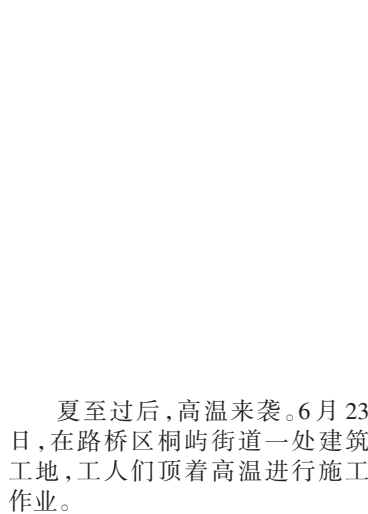 夏至过后,高温来袭。6月23
日,在路桥区桐屿街道一处建筑
工地,工人们顶着高温进行施工
作业。